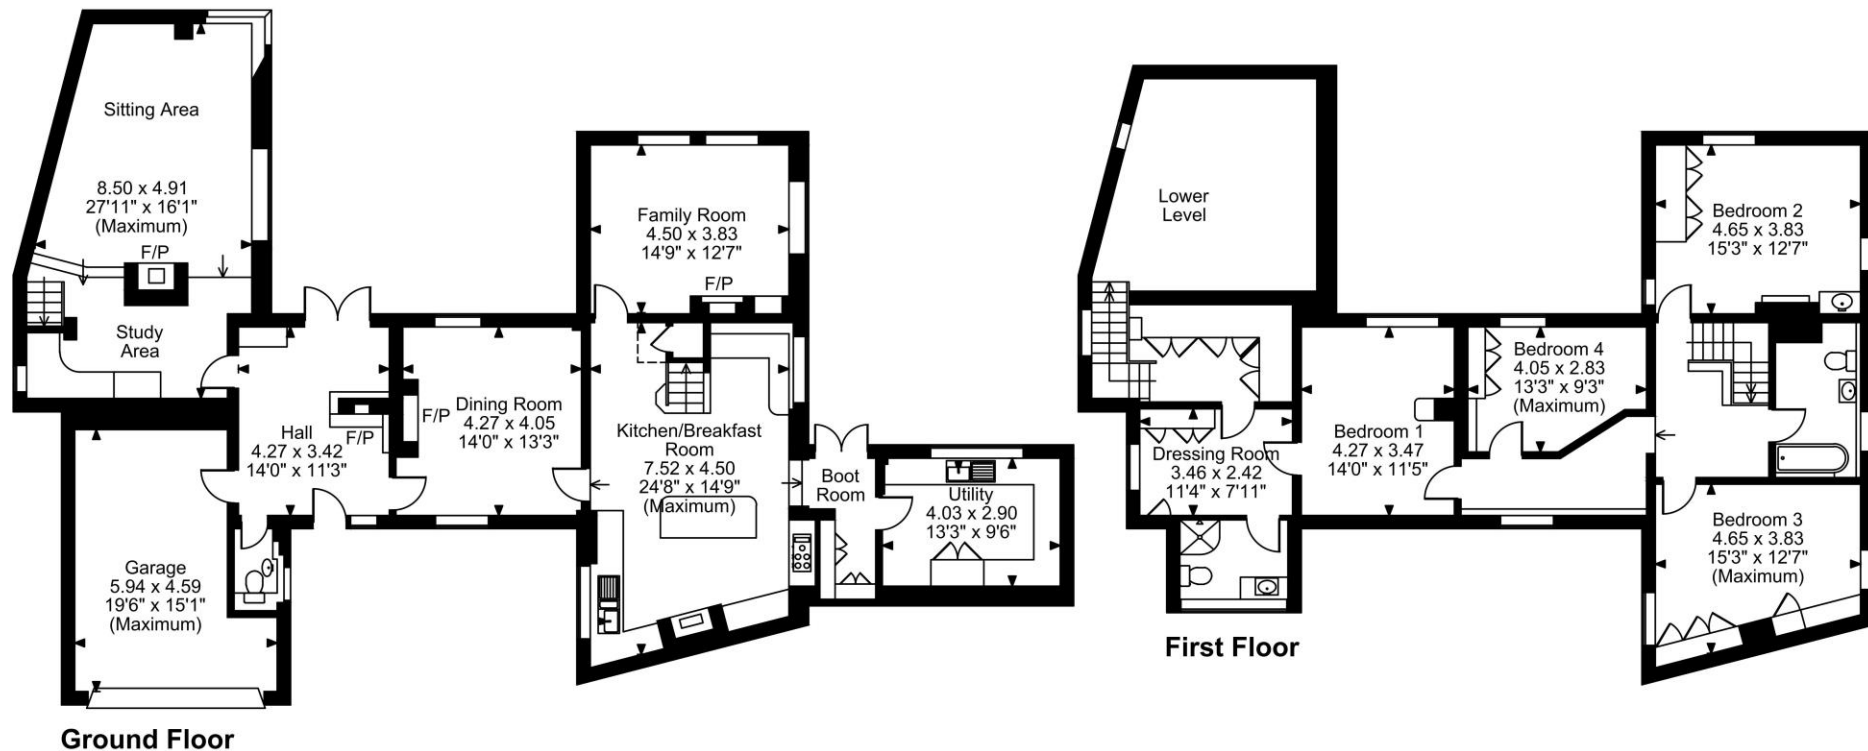 Sitting Area
8.50 x 4.91
27'11" x 16'1"
(Maximum)
F/P
Study
Area
Hall
4.27 x 3.42
14'0" x 11'3"
F/P
Garage
5.94 x 4.59
19'6" x 15'1"
(Maximum)
F/P
Dining Room
4.27 x 4.05
14'0" x 13'3"
Family Room
4.50 x 3.83
14'9" x 12'7"
F/P
Kitchen/Breakfast
Room
7.52 x 4.50
24'8" x 14'9"
(Maximum)
Boot
Room
Utility
4.03 x 2.90
13'3" x 9'6"
Ground Floor
Lower
Level
Dressing Room
3.46 x 2.42
11'4" x 7'11"
Bedroom 1
4.27 x 3.47
14'0" x 11'5"
Bedroom 4
4.05 x 2.83
13'3" x 9'3"
(Maximum)
Bedroom 2
4.65 x 3.83
15'3" x 12'7"
Bedroom 3
4.65 x 3.83
15'3" x 12'7"
(Maximum)
First Floor